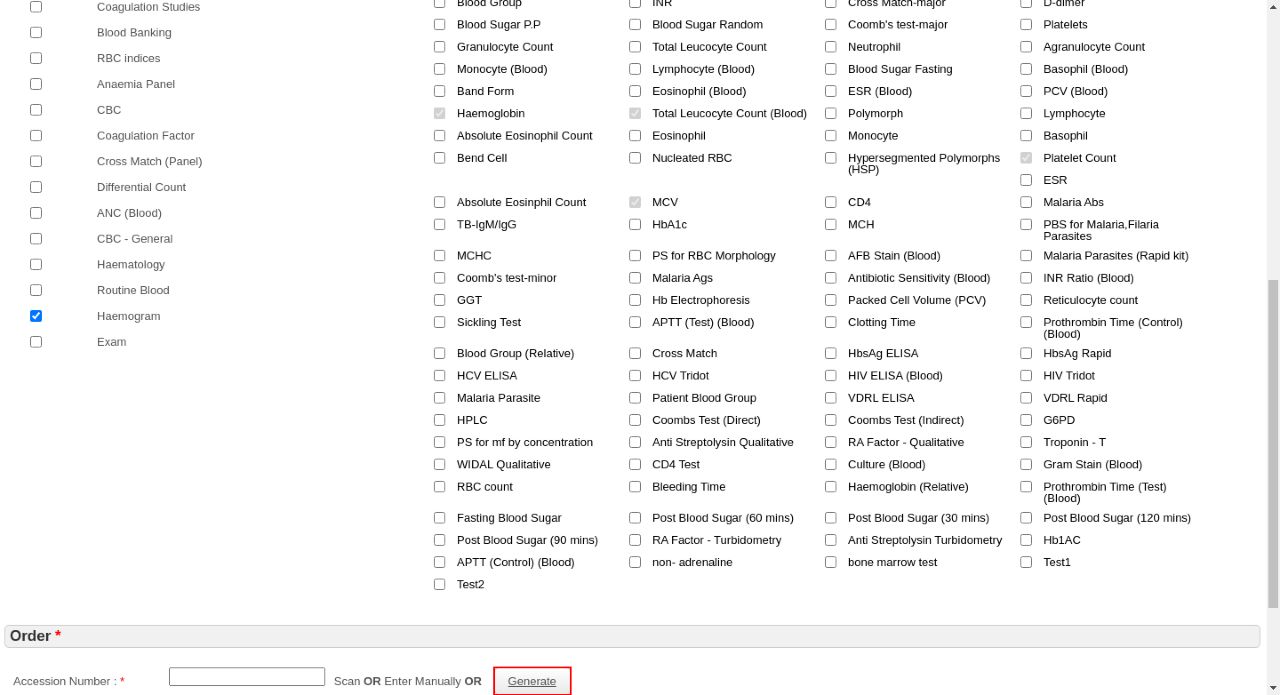 Coagulation Studies
Blood Banking
RBC indices
Anaemia Panel
CBC
Coagulation Factor
Cross Match (Panel)
Differential Count
ANC (Blood)
CBC - General
Haematology
Routine Blood
Haemogram
Exam
Blood Group INR Cross Match-major D-dimer
Blood Sugar P.P Blood Sugar Random Coomb's test-major Platelets
Granulocyte Count Total Leucocyte Count Neutrophil Agranulocyte Count
Monocyte (Blood) Lymphocyte (Blood) Blood Sugar Fasting Basophil (Blood)
Band Form Eosinophil (Blood) ESR (Blood) PCV (Blood)
Haemoglobin Total Leucocyte Count (Blood) Polymorph Lymphocyte
Absolute Eosinophil Count Eosinophil Monocyte Basophil
Bend Cell Nucleated RBC Hypersegmented Polymorphs Platelet Count
(HSP)
ESR
Absolute Eosinphil Count MCV CD4 Malaria Abs
TB-IgM/IgG HbA1c MCH PBS for Malaria,Filaria
Parasites
MCHC PS for RBC Morphology AFB Stain (Blood) Malaria Parasites (Rapid kit)
Coomb's test-minor Malaria Ags Antibiotic Sensitivity (Blood) INR Ratio (Blood)
GGT Hb Electrophoresis Packed Cell Volume (PCV) Reticulocyte count
Sickling Test APTT (Test) (Blood) Clotting Time Prothrombin Time (Control)
(Blood)
Blood Group (Relative) Cross Match HbsAg ELISA HbsAg Rapid
HCV ELISA HCV Tridot HIV ELISA (Blood) HIV Tridot
Malaria Parasite Patient Blood Group VDRL ELISA VDRL Rapid
HPLC Coombs Test (Direct) Coombs Test (Indirect) G6PD
PS for mf by concentration Anti Streptolysin Qualitative RA Factor - Qualitative Troponin - T
WIDAL Qualitative CD4 Test Culture (Blood) Gram Stain (Blood)
RBC count Bleeding Time Haemoglobin (Relative) Prothrombin Time (Test)
(Blood)
Fasting Blood Sugar Post Blood Sugar (60 mins) Post Blood Sugar (30 mins) Post Blood Sugar (120 mins)
Post Blood Sugar (90 mins) RA Factor - Turbidometry Anti Streptolysin Turbidometry Hb1AC
APTT (Control) (Blood) non- adrenaline bone marrow test Test1
Test2
Order *
Accession Number : * Scan OR Enter Manually OR Generate